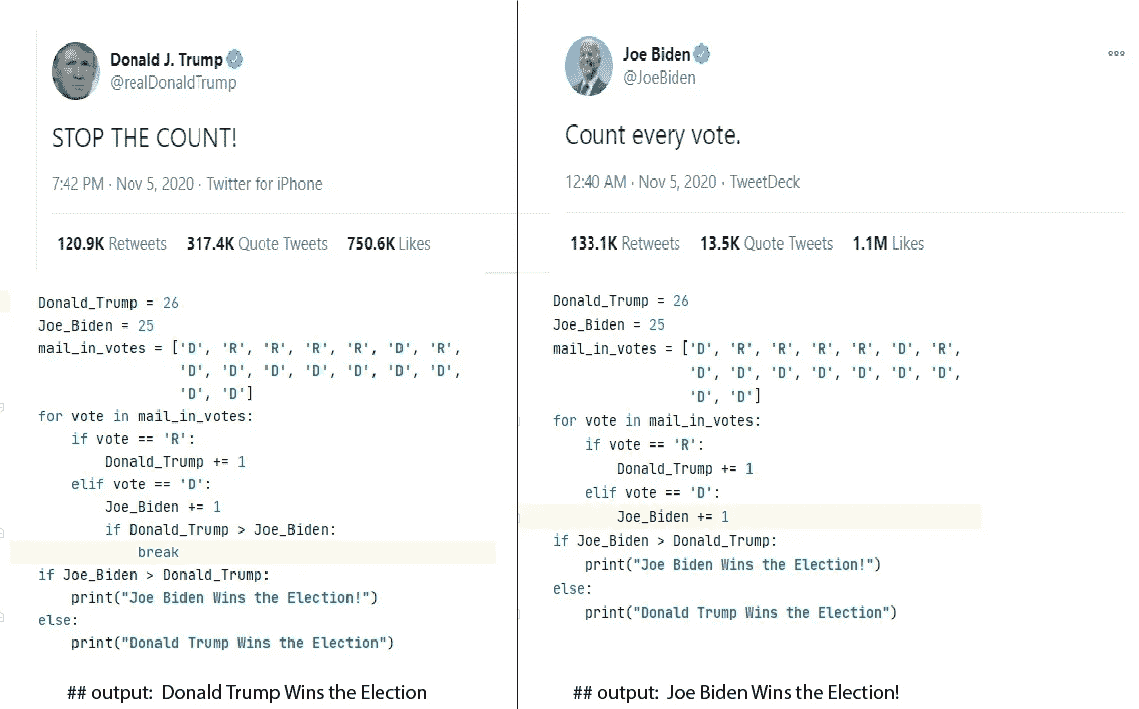 Donald J. Trump
@realDonaldTrump
STOP THE COUNT!
7:42 PM · Nov 5, 2020 · Twitter for iPhone
120.9K Retweets 317.4K Quote Tweets 750.6K Likes
Donald_Trump = 26
Joe_Biden = 25
mail_in_votes = ['D', 'R', 'R', 'R', 'R', 'D', 'R',
'D', 'D', 'D', 'D', 'D', 'D', 'D',
'D', 'D']
for vote in mail_in_votes:
if vote == 'R':
Donald_Trump += 1
elif vote == 'D':
Joe_Biden += 1
if Donald_Trump > Joe_Biden:
break
if Joe_Biden > Donald_Trump:
print("Joe Biden Wins the Election!")
else:
print("Donald Trump Wins the Election")
## output: Donald Trump Wins the Election
Joe Biden
@JoeBiden
Count every vote.
12:40 AM · Nov 5, 2020 · TweetDeck
133.1K Retweets 13.5K Quote Tweets 1.1M Likes
Donald_Trump = 26
Joe_Biden = 25
mail_in_votes = ['D', 'R', 'R', 'R', 'R', 'D', 'R',
'D', 'D', 'D', 'D', 'D', 'D', 'D',
'D', 'D']
for vote in mail_in_votes:
if vote == 'R':
Donald_Trump += 1
elif vote == 'D':
Joe_Biden += 1
if Joe_Biden > Donald_Trump:
print("Joe Biden Wins the Election!")
else:
print("Donald Trump Wins the Election")
## output: Joe Biden Wins the Election!